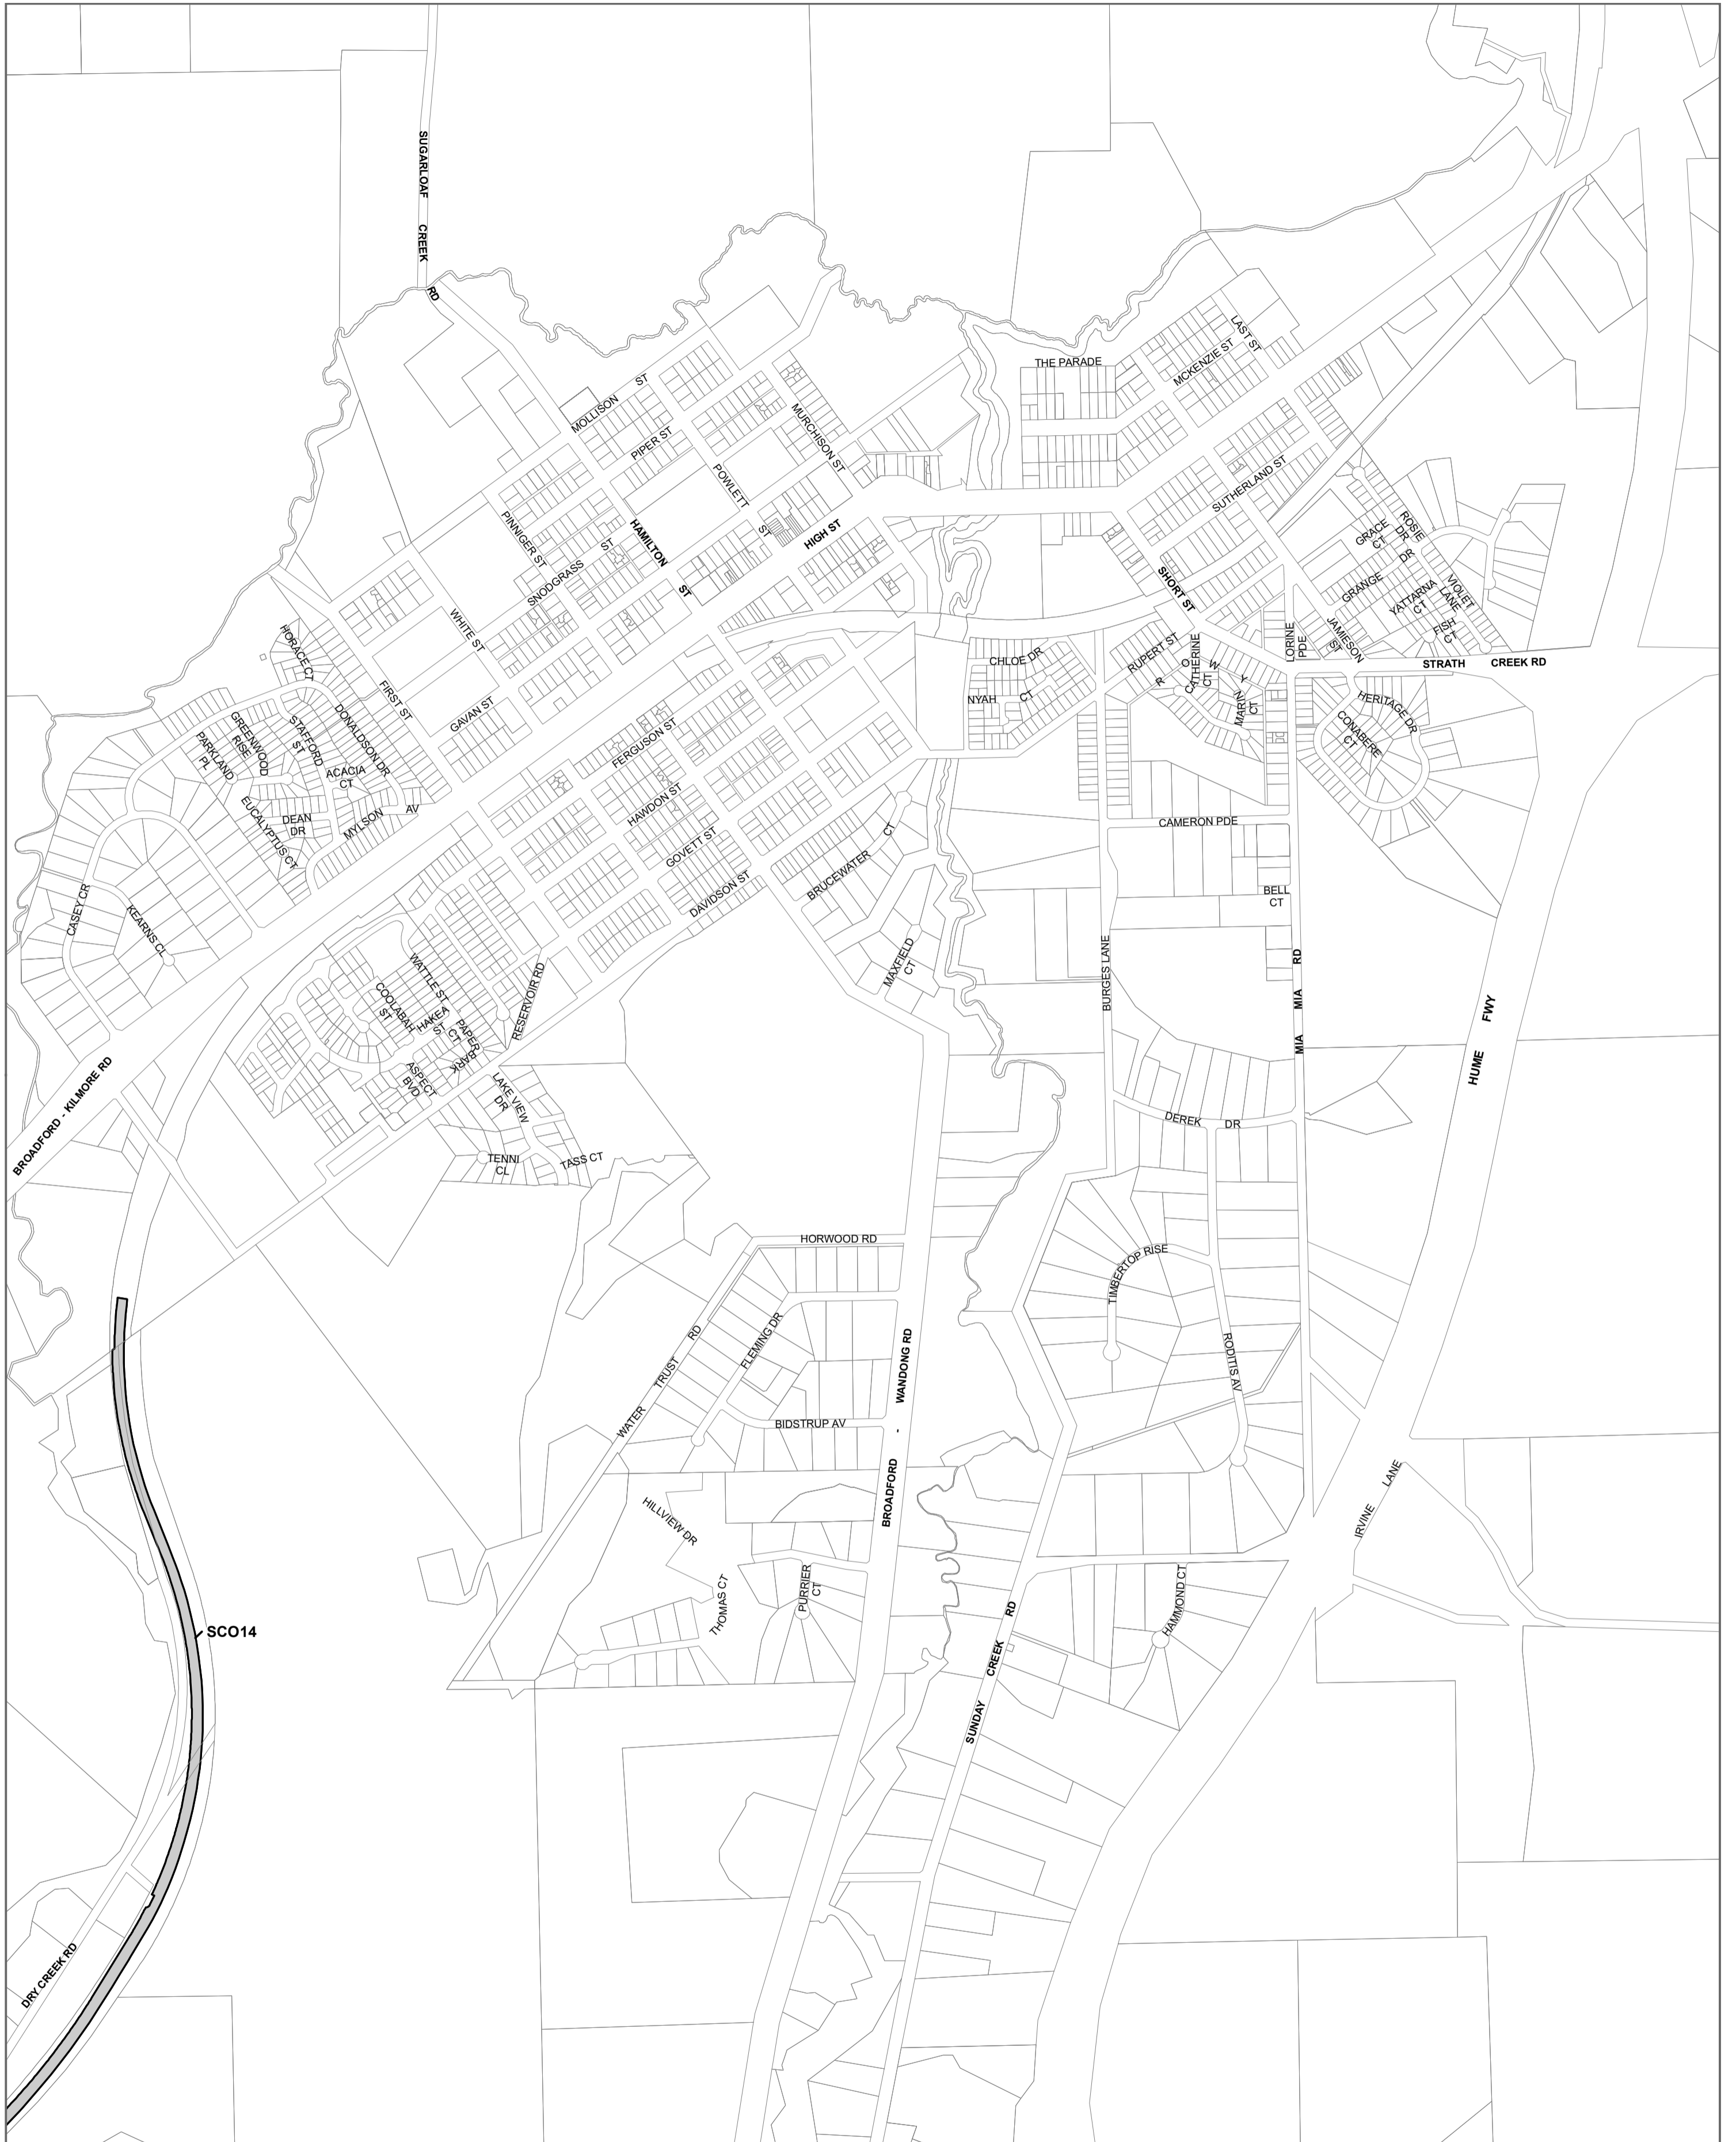 SUGARLOAF
CREEK
RD
THE PARADE
LAST ST
MCKENZIE ST
MOLLISON
ST
PIPER ST
MURCHISON ST
POWLETT
ST
PINNIGER ST
HAMILTON
ST
HIGH ST
SNODGRASS
ST
SUTHERLAND ST
GRACE
CT
ROSIE
DR
GRANGE
DR
YATTARNA
CT
VIOLET
LANE
FISH
CT
JAMIESON
ST
SHORT ST
LORINE
PDE
STRATH
CREEK RD
WHITE ST
HORACE CT
FIRST ST
GAVAN ST
DONALDSON DR
STAFFORD
ST
GREENWOOD
RISE
PARKLAND
PL
ACACIA
CT
MYLSON
AV
DEAN
DR
EUCALYPTUS CT
CHLOE DR
NYAH
CT
RUPERT ST
R O W Y N
CATHERINE
CT
MARY
CT
HERITAGE DR
CONABERE
CT
FERGUSON ST
HAWDON ST
GOVETT ST
DAVIDSON ST
BRUCEWATER
CT
MAXFIELD
CT
CAMERON PDE
BELL
CT
BURGES LANE
MIA
MIA
RD
HUME
FWY
CASEY CR
KEARNS CL
WATTLE ST
COOLABAH
ST
HAKEA
ST
PAPER
BARK
CT
RESERVOIR RD
ASPECT
BVD
LAKE VIEW
DR
TENNI
CL
TASS CT
BROADFORD - KILMORE RD
DEREK
DR
HORWOOD RD
TIMBERTOP RISE
RODITIS AV
WATER
TRUST
RD
FLEMING DR
BIDSTRUP AV
BROADFORD
-
WANDONG RD
HILLVIEW DR
THOMAS CT
PURRIER
CT
IRVINE
LANE
HAMMOND CT
SUNDAY
CREEK
RD
SCO14
DRY CREEK RD